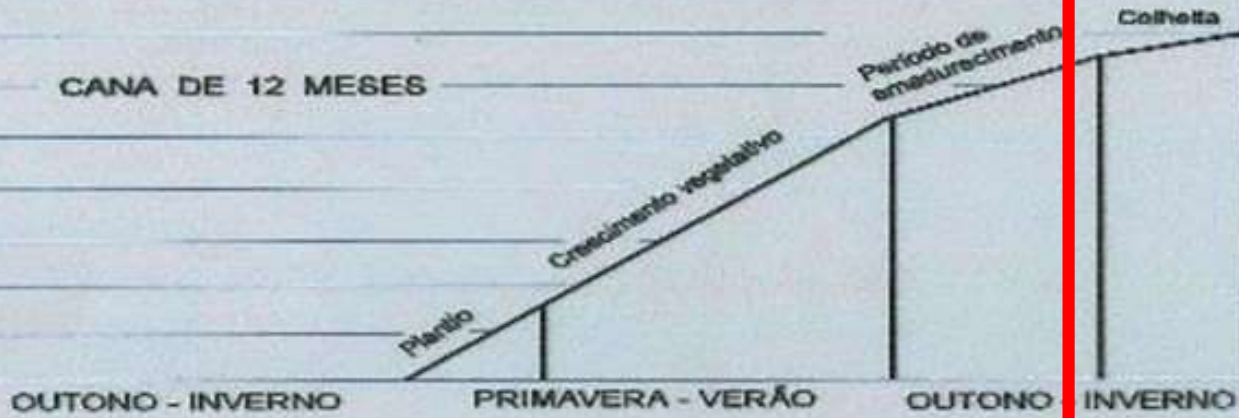 Colheita
Período de
amadurecimento
CANA DE 12 MESES
Crescimento vegetativo
Plantio
OUTONO - INVERNO
PRIMAVERA - VERÃO
OUTONO - INVERNO